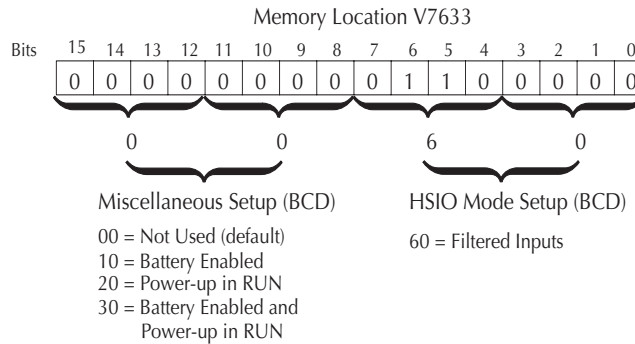 Memory Location V7633
Bits 15 14 13 12 11 10 9 8 7 6 5 4 3 2 1 0
0 0 0 0 0 0 0 0 0 1 1 0 0 0 0 0
0 0 6 0
Miscellaneous Setup (BCD)
00 = Not Used (default)
10 = Battery Enabled
20 = Power-up in RUN
30 = Battery Enabled and
Power-up in RUN
HSIO Mode Setup (BCD)
60 = Filtered Inputs